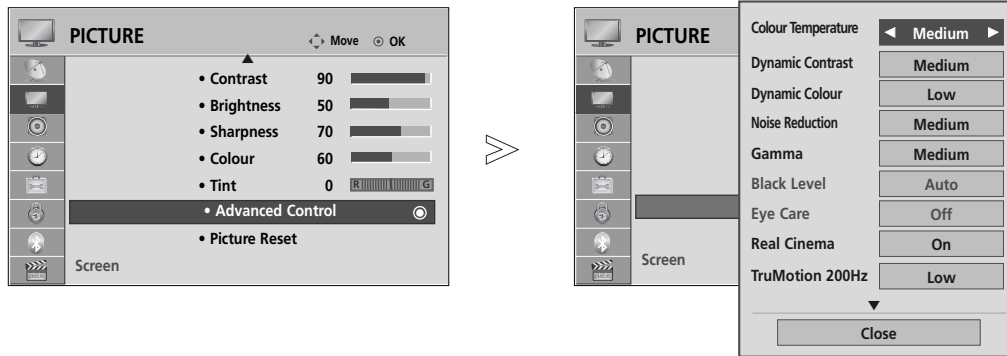 PICTURE
Move
OK
• Contrast 90
• Brightness 50
• Sharpness 70
• Colour 60
• Tint 0 R G
• Advanced Control
• Picture Reset
Screen
PICTURE
Screen
Colour Temperature Medium
Dynamic Contrast Medium
Dynamic Colour Low
Noise Reduction Medium
Gamma Medium
Black Level Auto
Eye Care Off
Real Cinema On
TruMotion 200Hz Low
Close